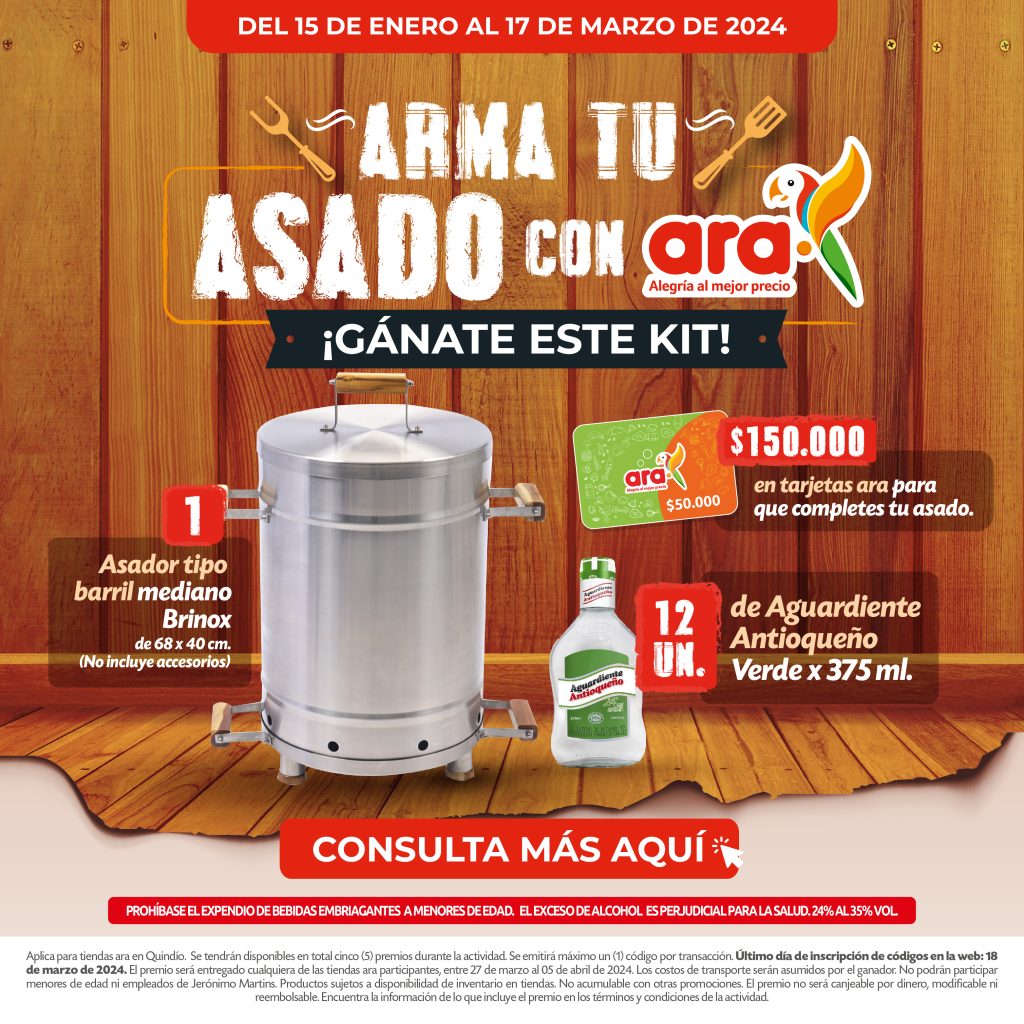 DEL 15 DE ENERO AL 17 DE MARZO DE 2024
ARMA TU
ASADO CON ara
Alegría al mejor precio
¡GÁNATE ESTE KIT!
1
Asador tipo
barril mediano
Brinox
de 68 x 40 cm.
(No incluye accesorios)
ara
Alegría al mejor precio
$50.000
$150.000
en tarjetas ara para
que completes tu asado.
Aguardiente
Antioqueño
Aguardiente
Antioqueño
12
UN.
de Aguardiente
Antioqueño
Verde x 375 ml.
CONSULTA MÁS AQUÍ
PROHÍBASE EL EXPENDIO DE BEBIDAS EMBRIAGANTES A MENORES DE EDAD. EL EXCESO DE ALCOHOL ES PERJUDICIAL PARA LA SALUD. 24% AL 35% VOL.
Aplica para tiendas ara en Quindío. Se tendrán disponibles en total cinco (5) premios durante la actividad. Se emitirá máximo un (1) código por transacción. Último día de inscripción de códigos en la web: 18
de marzo de 2024. El premio será entregado cualquiera de las tiendas ara participantes, entre 27 de marzo al 05 de abril de 2024. Los costos de transporte serán asumidos por el ganador. No podrán participar
menores de edad ni empleados de Jerónimo Martins. Productos sujetos a disponibilidad de inventario en tiendas. No acumulable con otras promociones. El premio no será canjeable por dinero, modificable ni
reembolsable. Encuentra la información de lo que incluye el premio en los términos y condiciones de la actividad.